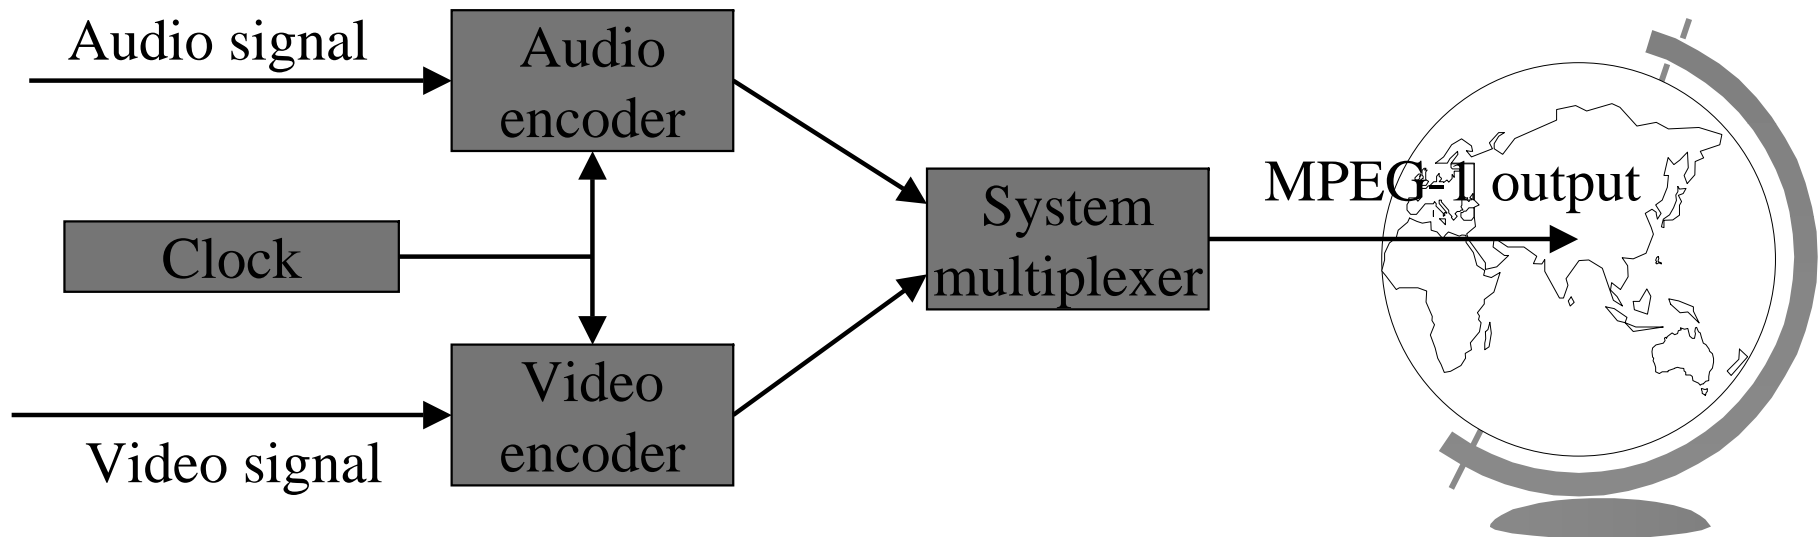 Audio signal
Audio
encoder
Clock
System
multiplexer
MPEG-1 output
Video
encoder
Video signal